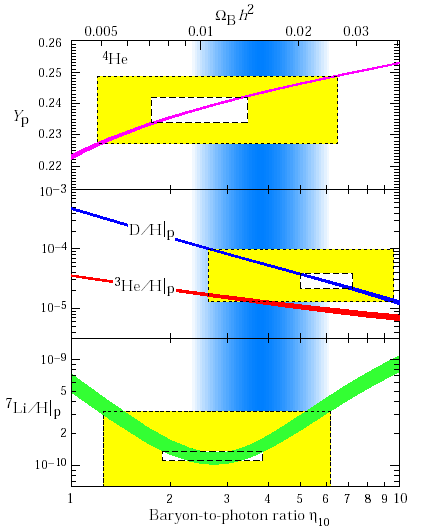 Ω_B h²
0.005 0.01 0.02 0.03
0.26
⁴He
0.25
0.24
Y_p
0.23
0.22
10⁻³
D/H|_p
10⁻⁴
³He/H|_p
10⁻⁵
10⁻⁹
5
⁷Li/H|_p
2
10⁻¹⁰
1 2 3 4 5 6 7 8 9 10
Baryon-to-photon ratio η₁₀